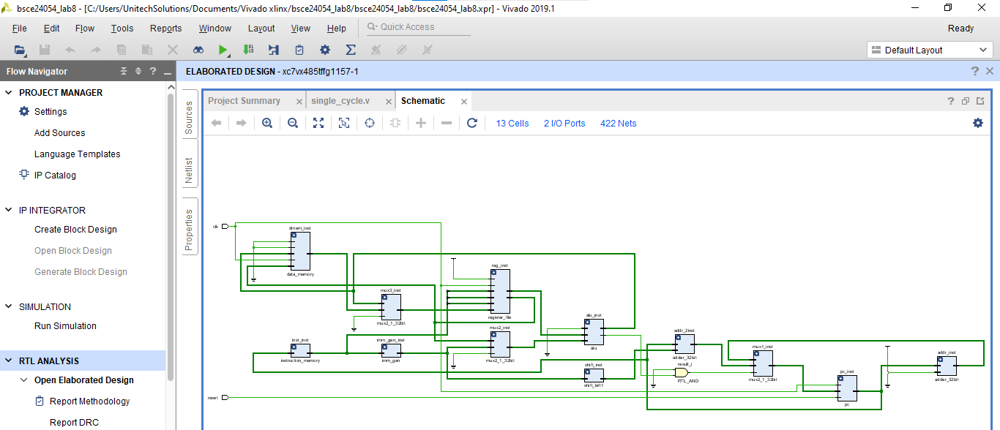 bsce24054_lab8 - [C:/Users/UnitechSolutions/Documents/Vivado xlinx/bsce24054_lab8/bsce24054_lab8/bsce24054_lab8.xpr] - Vivado 2019.1
File Edit Flow Tools Reports Window Layout View Help Quick Access Ready
Default Layout
Flow Navigator
ELABORATED DESIGN - xc7vx485tffg1157-1
PROJECT MANAGER
Settings
Add Sources
Language Templates
IP Catalog
IP INTEGRATOR
Create Block Design
Open Block Design
Generate Block Design
SIMULATION
Run Simulation
RTL ANALYSIS
Open Elaborated Design
Report Methodology
Report DRC
Sources
Netlist
Properties
Project Summary single_cycle.v Schematic
13 Cells 2 I/O Ports 422 Nets
clk
dmem_inst
data_memory
mux3_inst
mux2_1_32bit
reg_inst
register_file
inst_inst
instruction_memory
imm_gen_inst
imm_gen
mux2_inst
mux2_1_32bit
alu_inst
alu
shift_inst
shift_left1
addr_2inst
adder_32bit
result_i
RTL_AND
mux1_inst
mux2_1_32bit
pc_inst
pc
addr_inst
adder_32bit
reset